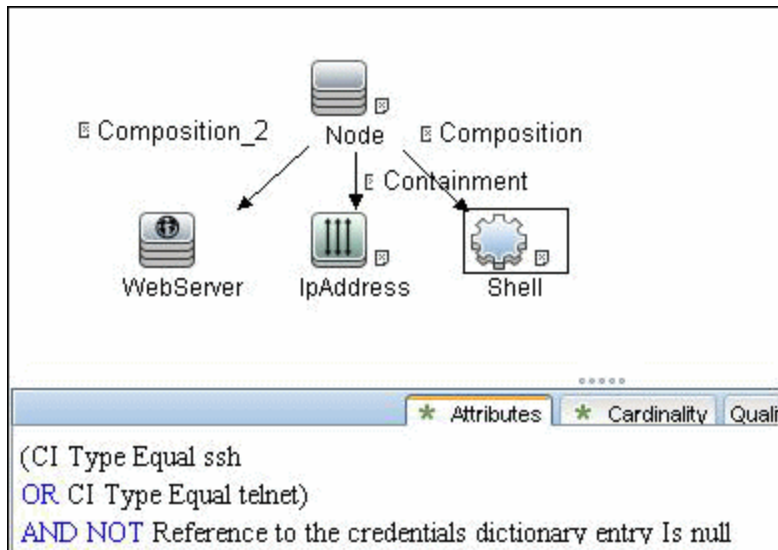 Composition_2
Node
Composition
Containment
WebServer
IpAddress
Shell
* Attributes
* Cardinality
Quali
(CI Type Equal ssh
OR CI Type Equal telnet)
AND NOT Reference to the credentials dictionary entry Is null